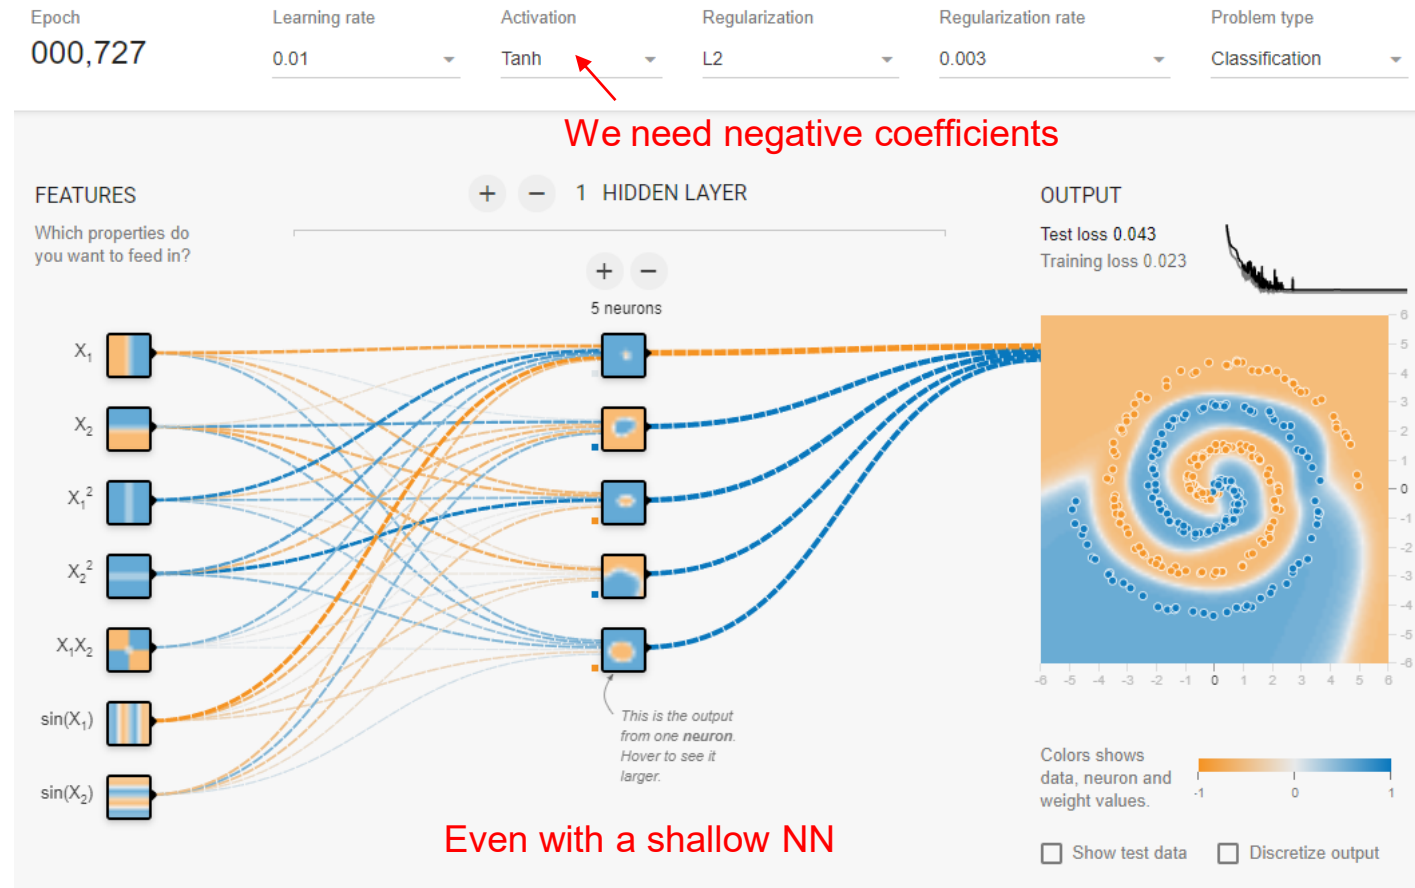 Epoch
000,727
Learning rate
0.01
Activation
Tanh
Regularization
L2
Regularization rate
0.003
Problem type
Classification
We need negative coefficients
FEATURES
Which properties do
you want to feed in?
+ − 1 HIDDEN LAYER
+ −
5 neurons
OUTPUT
Test loss 0.043
Training loss 0.023
X₁
X₂
X₁²
X₂²
X₁X₂
sin(X₁)
sin(X₂)
This is the output
from one neuron.
Hover to see it
larger.
6
5
4
3
2
1
0
-1
-2
-3
-4
-5
-6
-6 -5 -4 -3 -2 -1 0 1 2 3 4 5 6
Colors shows
data, neuron and
weight values.
-1 0 1
Even with a shallow NN
Show test data
Discretize output